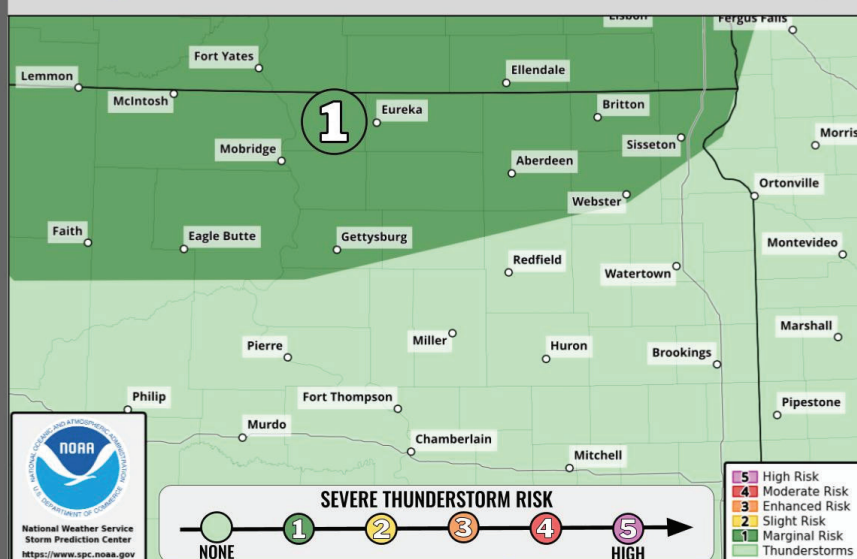 Lisbon
Fergus Falls
Fort Yates
Lemmon
Ellendale
McIntosh
1
Eureka
Britton
Morris
Mobridge
Sisseton
Aberdeen
Ortonville
Webster
Faith
Eagle Butte
Gettysburg
Montevideo
Redfield
Watertown
Marshall
Pierre
Miller
Huron
Brookings
Philip
Fort Thompson
Pipestone
Murdo
Chamberlain
Mitchell
NATIONAL OCEANIC AND ATMOSPHERIC ADMINISTRATION
NOAA
U.S. DEPARTMENT OF COMMERCE
National Weather Service
Storm Prediction Center
https://www.spc.noaa.gov
SEVERE THUNDERSTORM RISK
1 2 3 4 5
NONE HIGH
5 High Risk
4 Moderate Risk
3 Enhanced Risk
2 Slight Risk
1 Marginal Risk
Thunderstorms